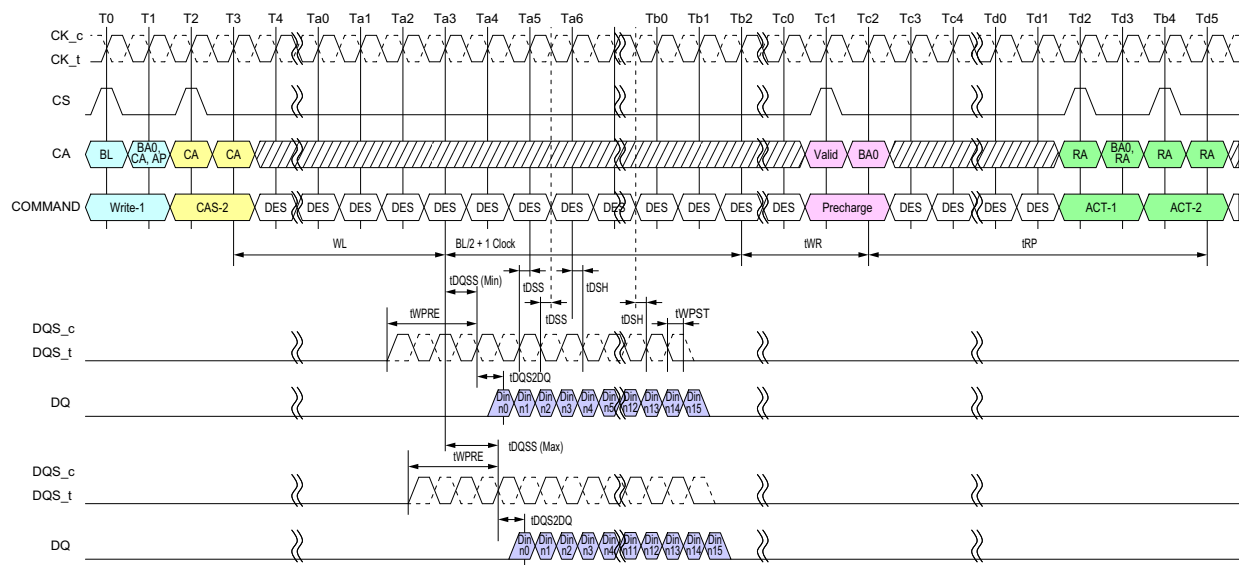 T0 T1 T2 T3 T4 Ta0 Ta1 Ta2 Ta3 Ta4 Ta5 Ta6 Tb0 Tb1 Tb2 Tc0 Tc1 Tc2 Tc3 Tc4 Td0 Td1 Td2 Td3 Tb4 Td5
CK_c
CK_t
CS
CA
BL
BA0,
CA, AP
CA
CA
Valid
BA0
RA
BA0,
RA
RA
RA
COMMAND
Write-1 CAS-2 DES DES DES DES DES DES DES DES DES DES DES DES DES Precharge DES DES DES DES ACT-1 ACT-2
WL
BL/2 + 1 Clock
tWR
tRP
tDQSS (Min)
tDSS
tDSH
tDSS
tDSH
tWPST
tWPRE
DQS_c
DQS_t
tDQS2DQ
DQ
Din Din Din Din Din Din Din Din Din Din
n0 n1 n2 n3 n4 n5 n12 n13 n14 n15
tDQSS (Max)
tWPRE
DQS_c
DQS_t
tDQS2DQ
DQ
Din Din Din Din Din Din Din Din Din Din
n0 n1 n2 n3 n4 n11 n12 n13 n14 n15